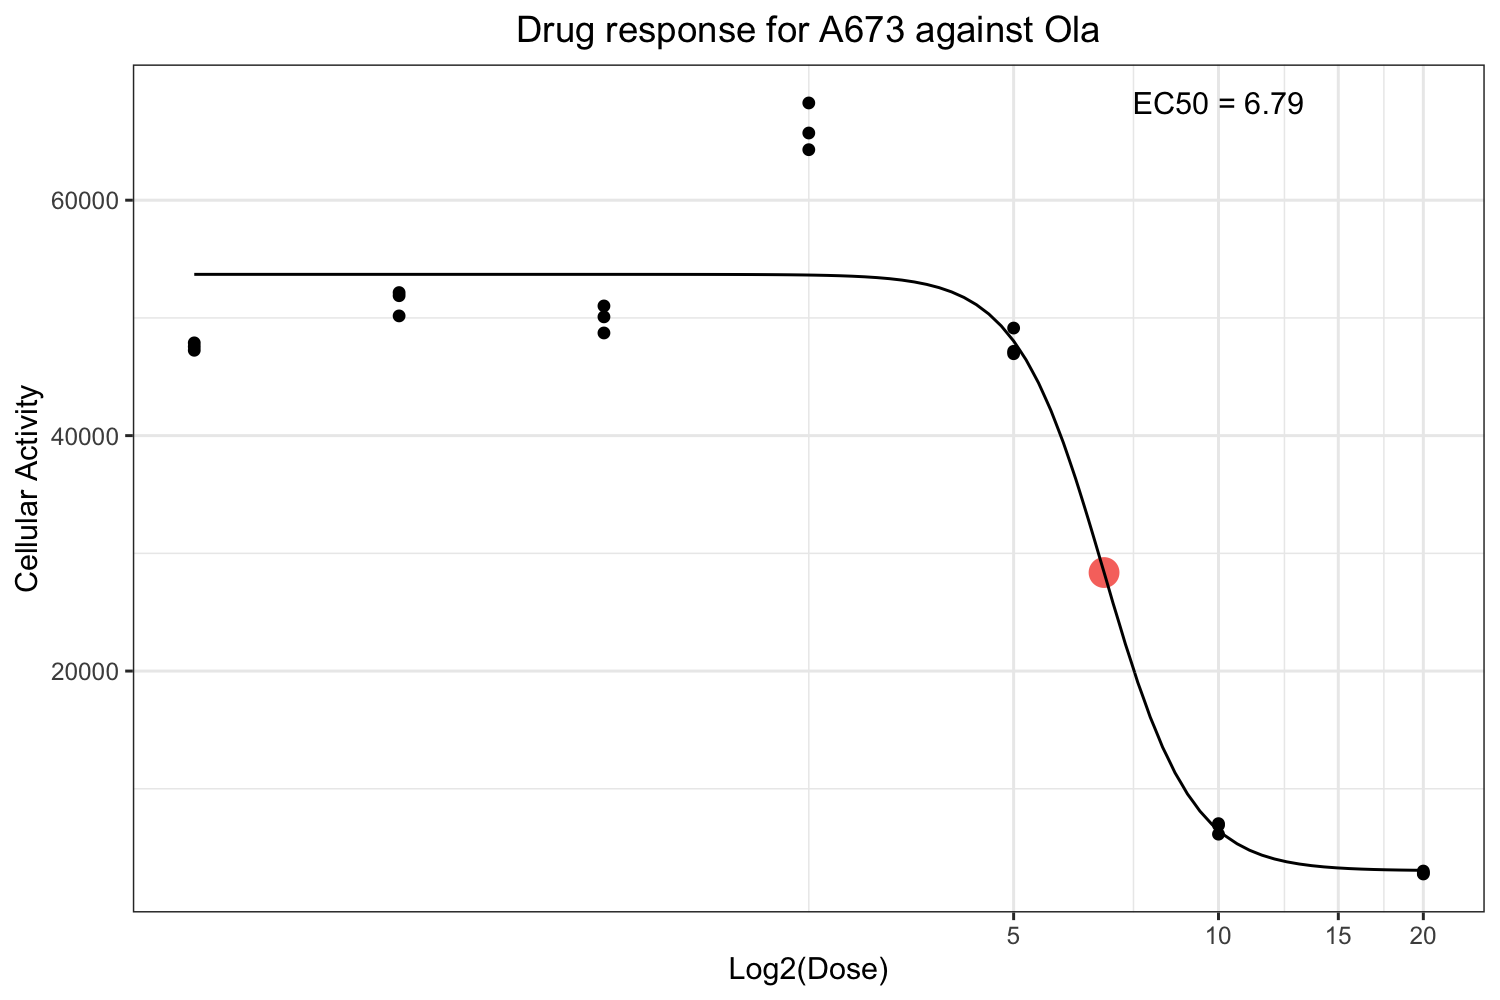 Drug response for A673 against Ola
EC50 = 6.79
60000
40000
20000
Cellular Activity
5 10 15 20
Log2(Dose)